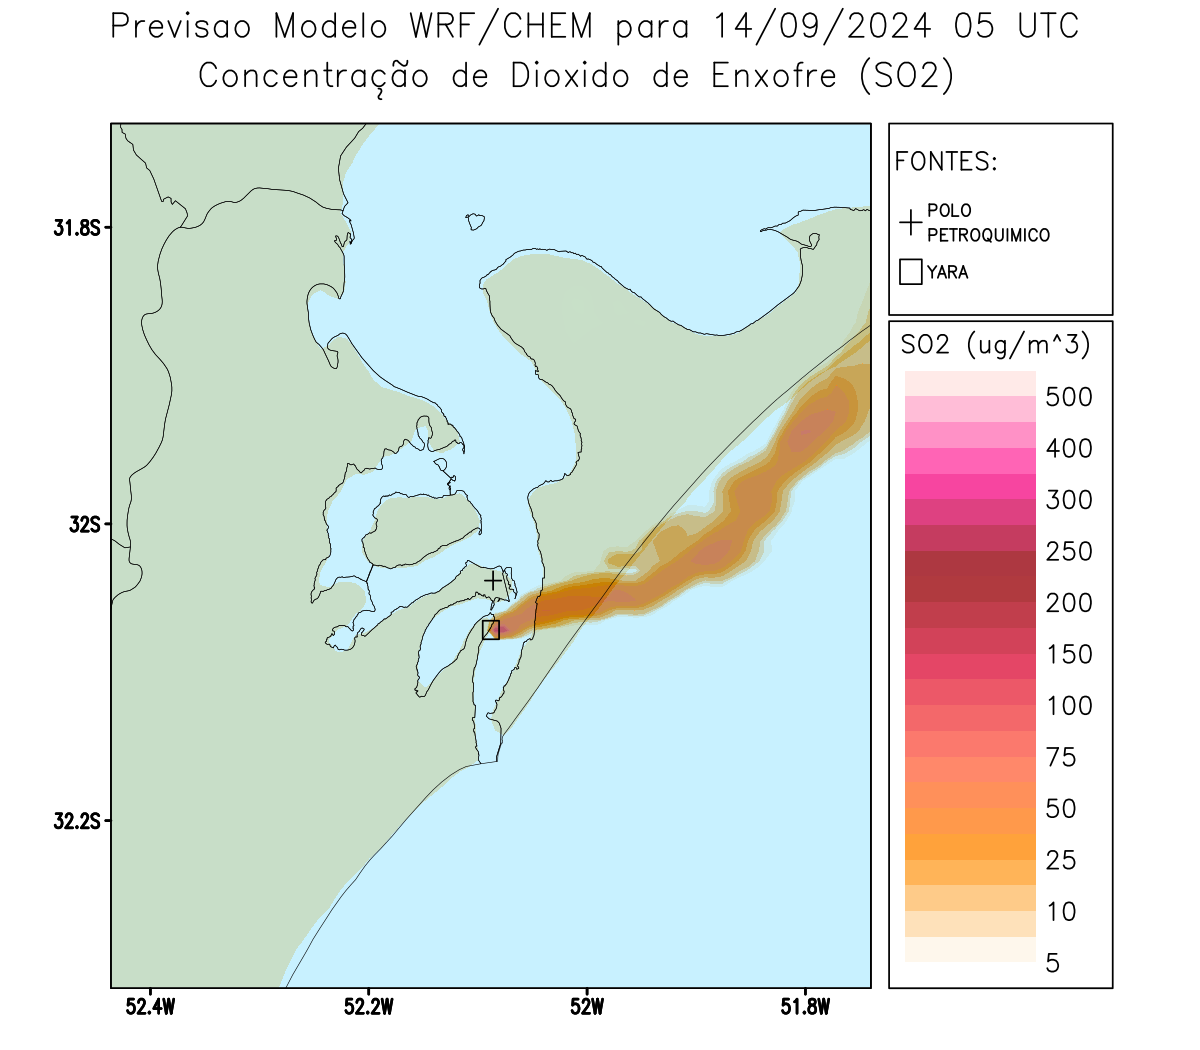 Previsao Modelo WRF/CHEM para 14/09/2024 05 UTC
Concentração de Dioxido de Enxofre (SO2)
FONTES:
POLO
PETROQUIMICO
YARA
31.8S
32S
32.2S
52.4W
52.2W
52W
51.8W
SO2 (ug/m^3)
500
400
300
250
200
150
100
75
50
25
10
5